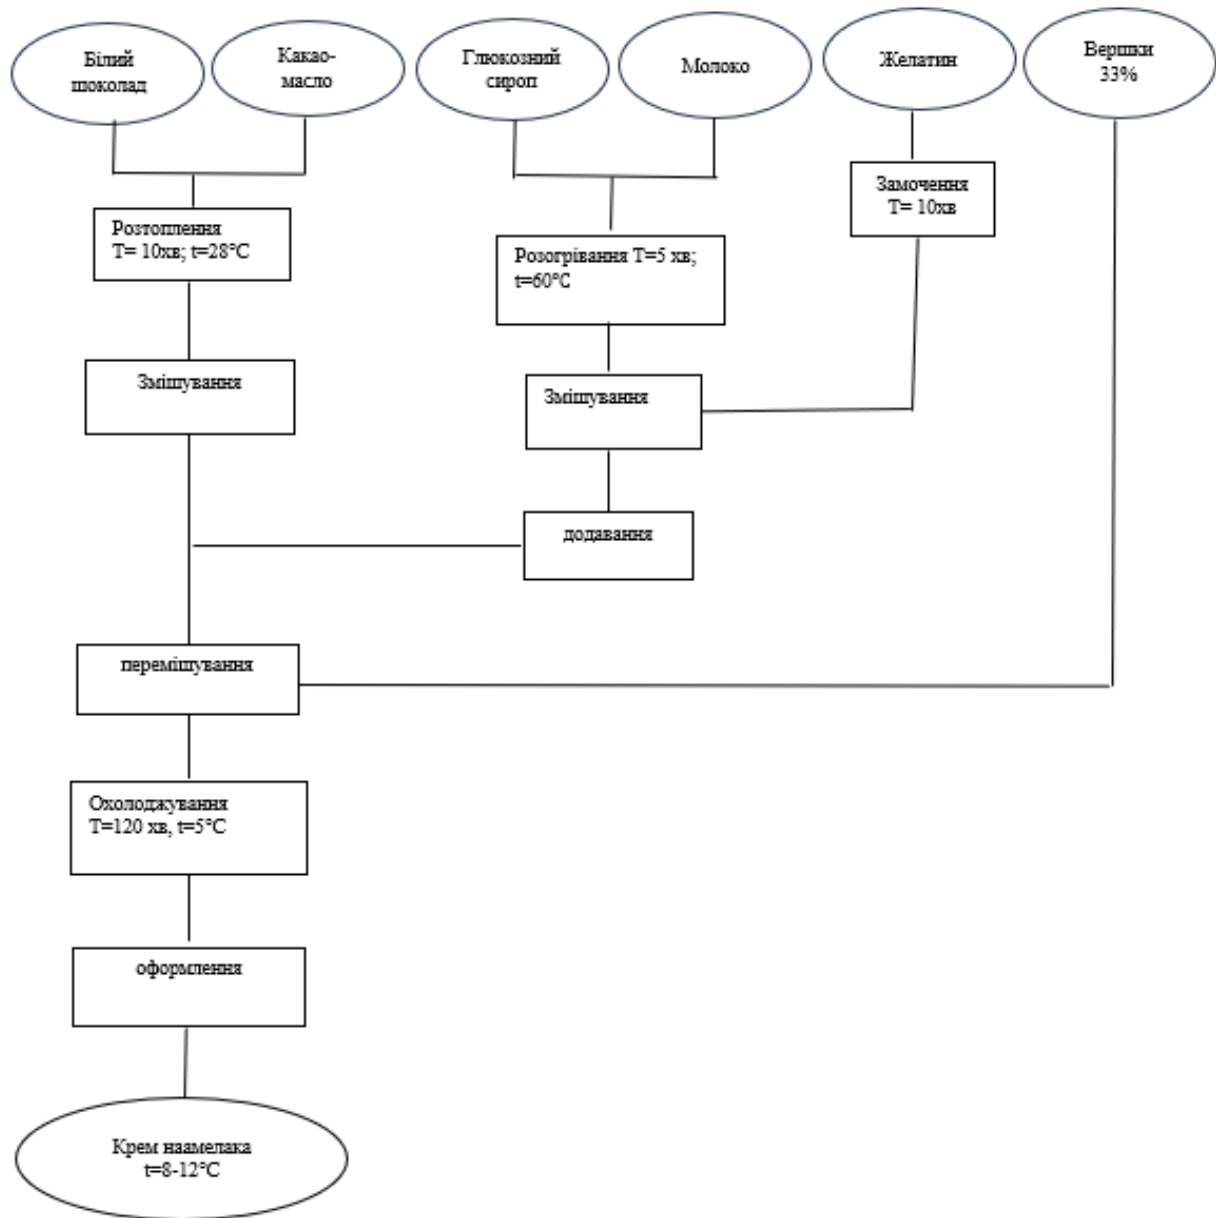 Білий
шоколад
Какао-
масло
Глюкозний
сироп
Молоко
Желатин
Вершки
33%
Замочення
T= 10хв
Розтоплення
T= 10хв; t=28°C
Розогрівання T=5 хв;
t=60°C
Змішування
Змішування
додавання
перемішування
Охолоджування
T=120 хв, t=5°C
оформлення
Крем наамелака
t=8-12°C